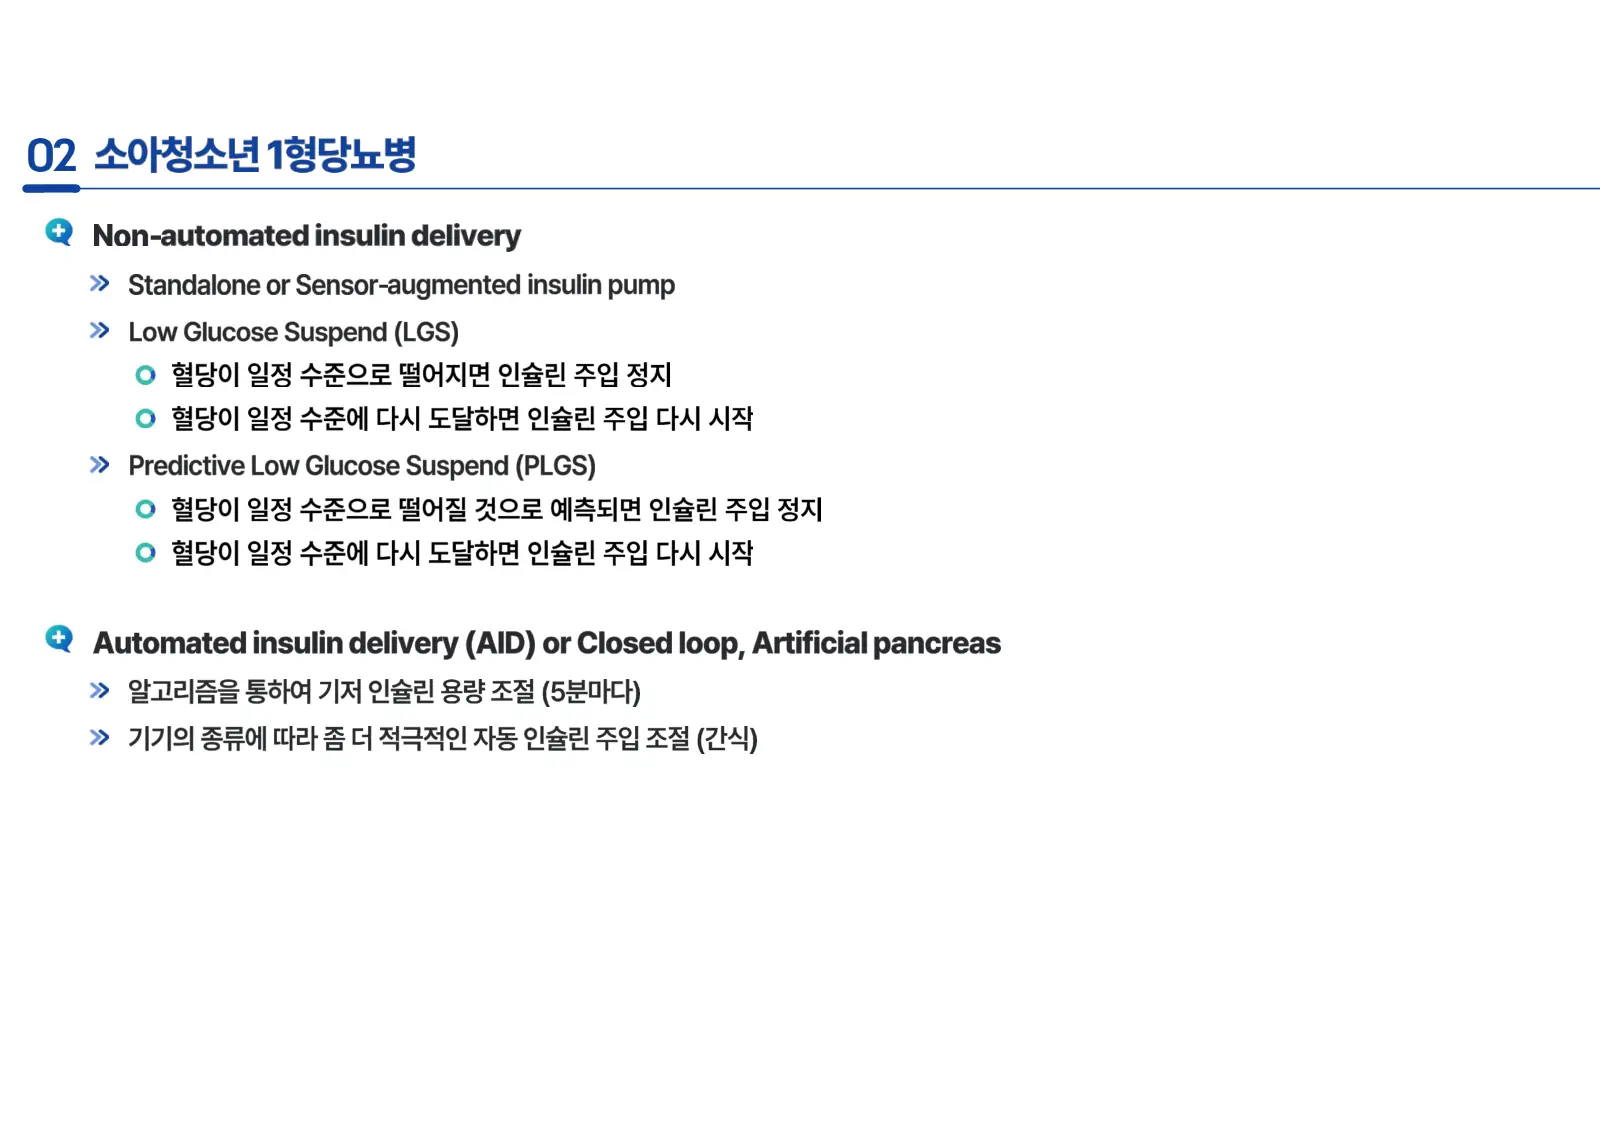 02 소아청소년 1형당뇨병
Non-automated insulin delivery
Standalone or Sensor-augmented insulin pump
Low Glucose Suspend (LGS)
혈당이 일정 수준으로 떨어지면 인슐린 주입 정지
혈당이 일정 수준에 다시 도달하면 인슐린 주입 다시 시작
Predictive Low Glucose Suspend (PLGS)
혈당이 일정 수준으로 떨어질 것으로 예측되면 인슐린 주입 정지
혈당이 일정 수준에 다시 도달하면 인슐린 주입 다시 시작
Automated insulin delivery (AID) or Closed loop, Artificial pancreas
알고리즘을 통하여 기저 인슐린 용량 조절 (5분마다)
기기의 종류에 따라 좀 더 적극적인 자동 인슐린 주입 조절 (간식)